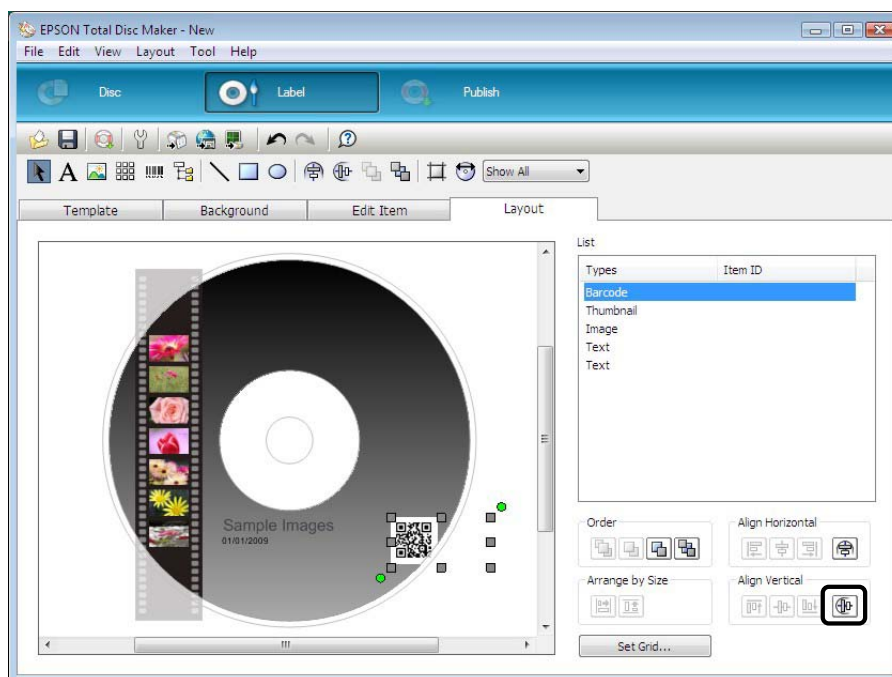 EPSON Total Disc Maker - New
File Edit View Layout Tool Help
Disc Label Publish
A Show All
Template Background Edit Item Layout
List
Types Item ID
Barcode
Thumbnail
Image
Text
Text
Sample Images
01/01/2009
Order Align Horizontal
Arrange by Size Align Vertical
Set Grid...